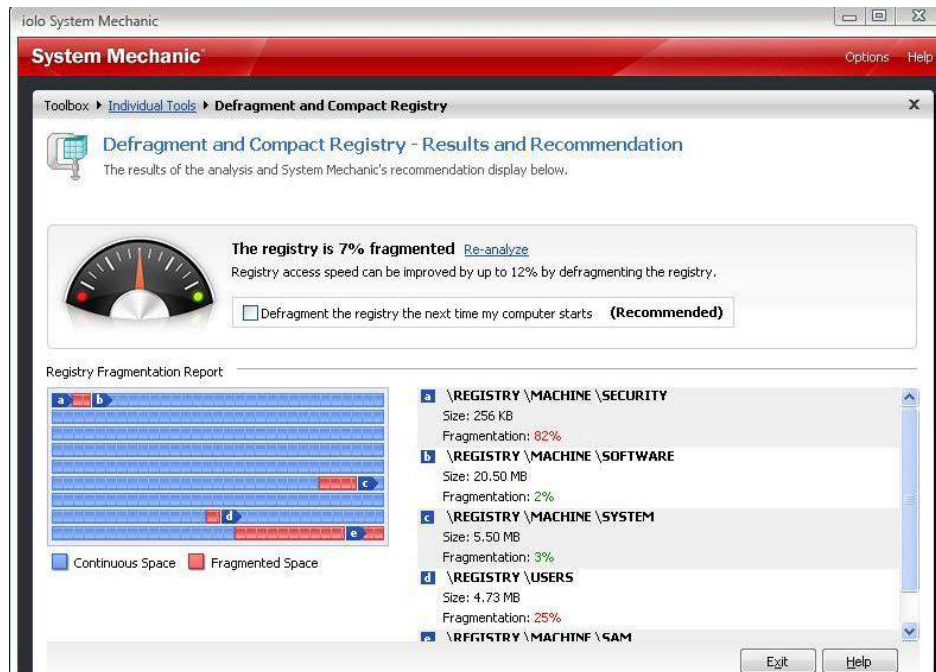 iolo System Mechanic
System Mechanic
Options Help
Toolbox Individual Tools Defragment and Compact Registry
Defragment and Compact Registry - Results and Recommendation
The results of the analysis and System Mechanic's recommendation display below.
The registry is 7% fragmented Re-analyze
Registry access speed can be improved by up to 12% by defragmenting the registry.
Defragment the registry the next time my computer starts (Recommended)
Registry Fragmentation Report
a b
c
d
e
Continuous Space Fragmented Space
a \REGISTRY \MACHINE \SECURITY
Size: 256 KB
Fragmentation: 82%
b \REGISTRY \MACHINE \SOFTWARE
Size: 20.50 MB
Fragmentation: 2%
c \REGISTRY \MACHINE \SYSTEM
Size: 5.50 MB
Fragmentation: 3%
d \REGISTRY \USERS
Size: 4.73 MB
Fragmentation: 25%
e \REGISTRY \MACHINE \SAM
Exit Help